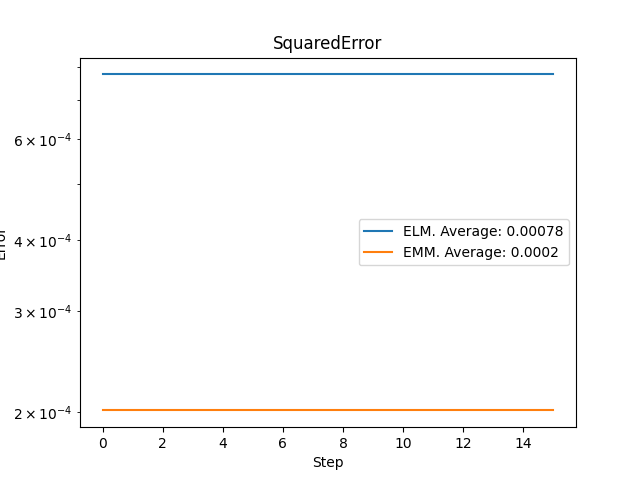 SquaredError
6 × 10⁻⁴
4 × 10⁻⁴
3 × 10⁻⁴
2 × 10⁻⁴
Error
ELM. Average: 0.00078
EMM. Average: 0.0002
0 2 4 6 8 10 12 14
Step